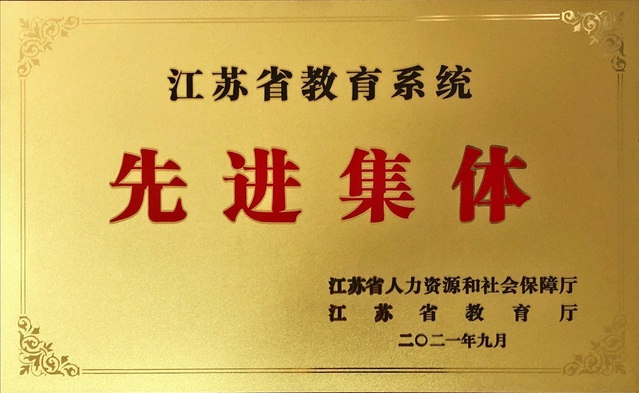 江苏省教育系统
先进集体
江苏省人力资源和社会保障厅
江苏省教育厅
二〇二一年九月